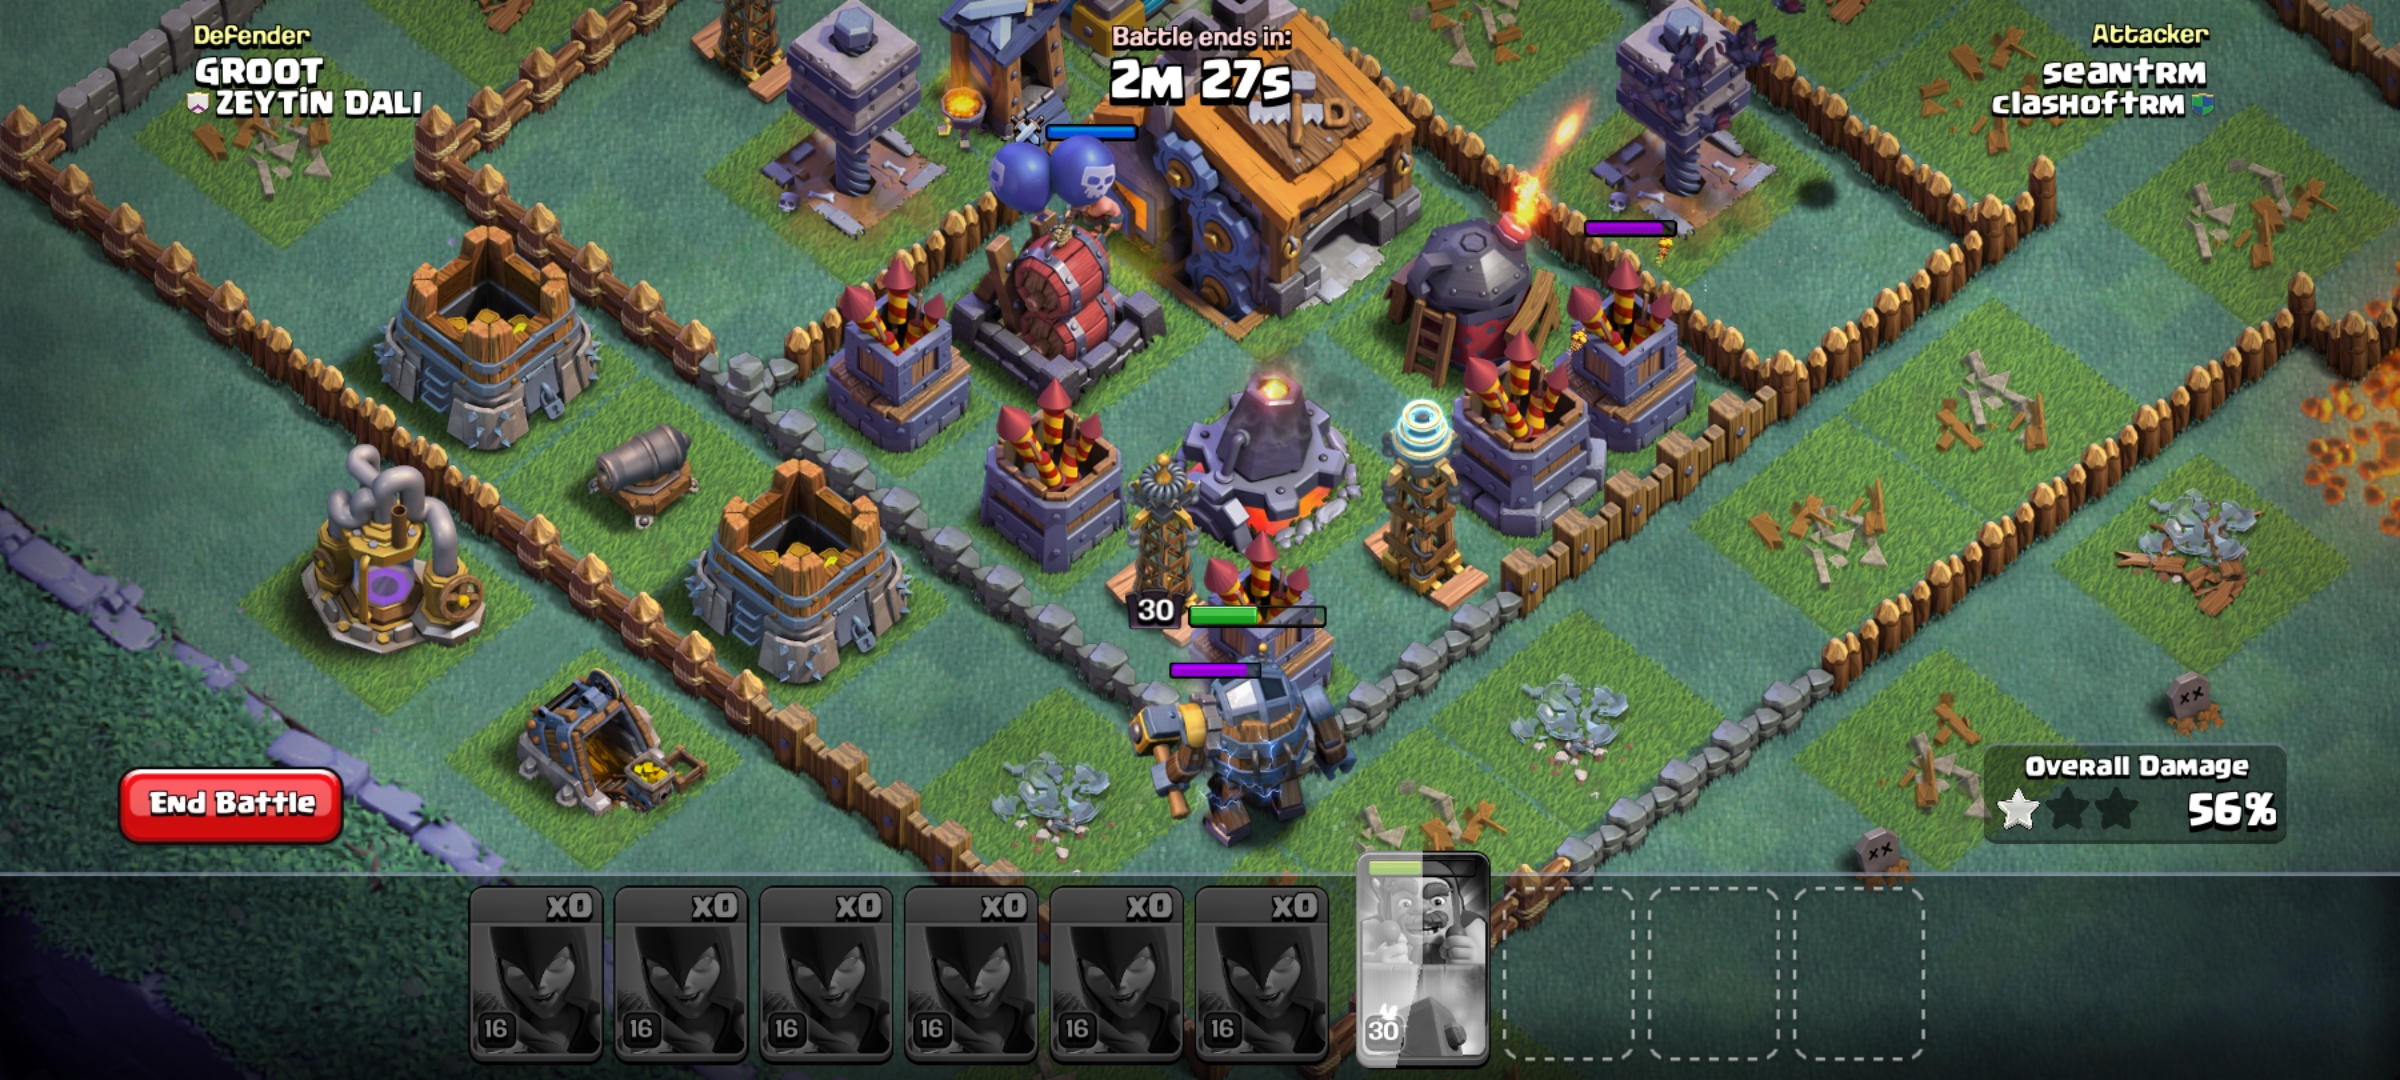 Defender
GROOT
ZEYTİN DALI
Battle ends in:
2M 27s
Attacker
seantRM
clashoftRM
30
End Battle
Overall Damage
56%
x0
x0
x0
x0
x0
x0
16
16
16
16
16
16
30